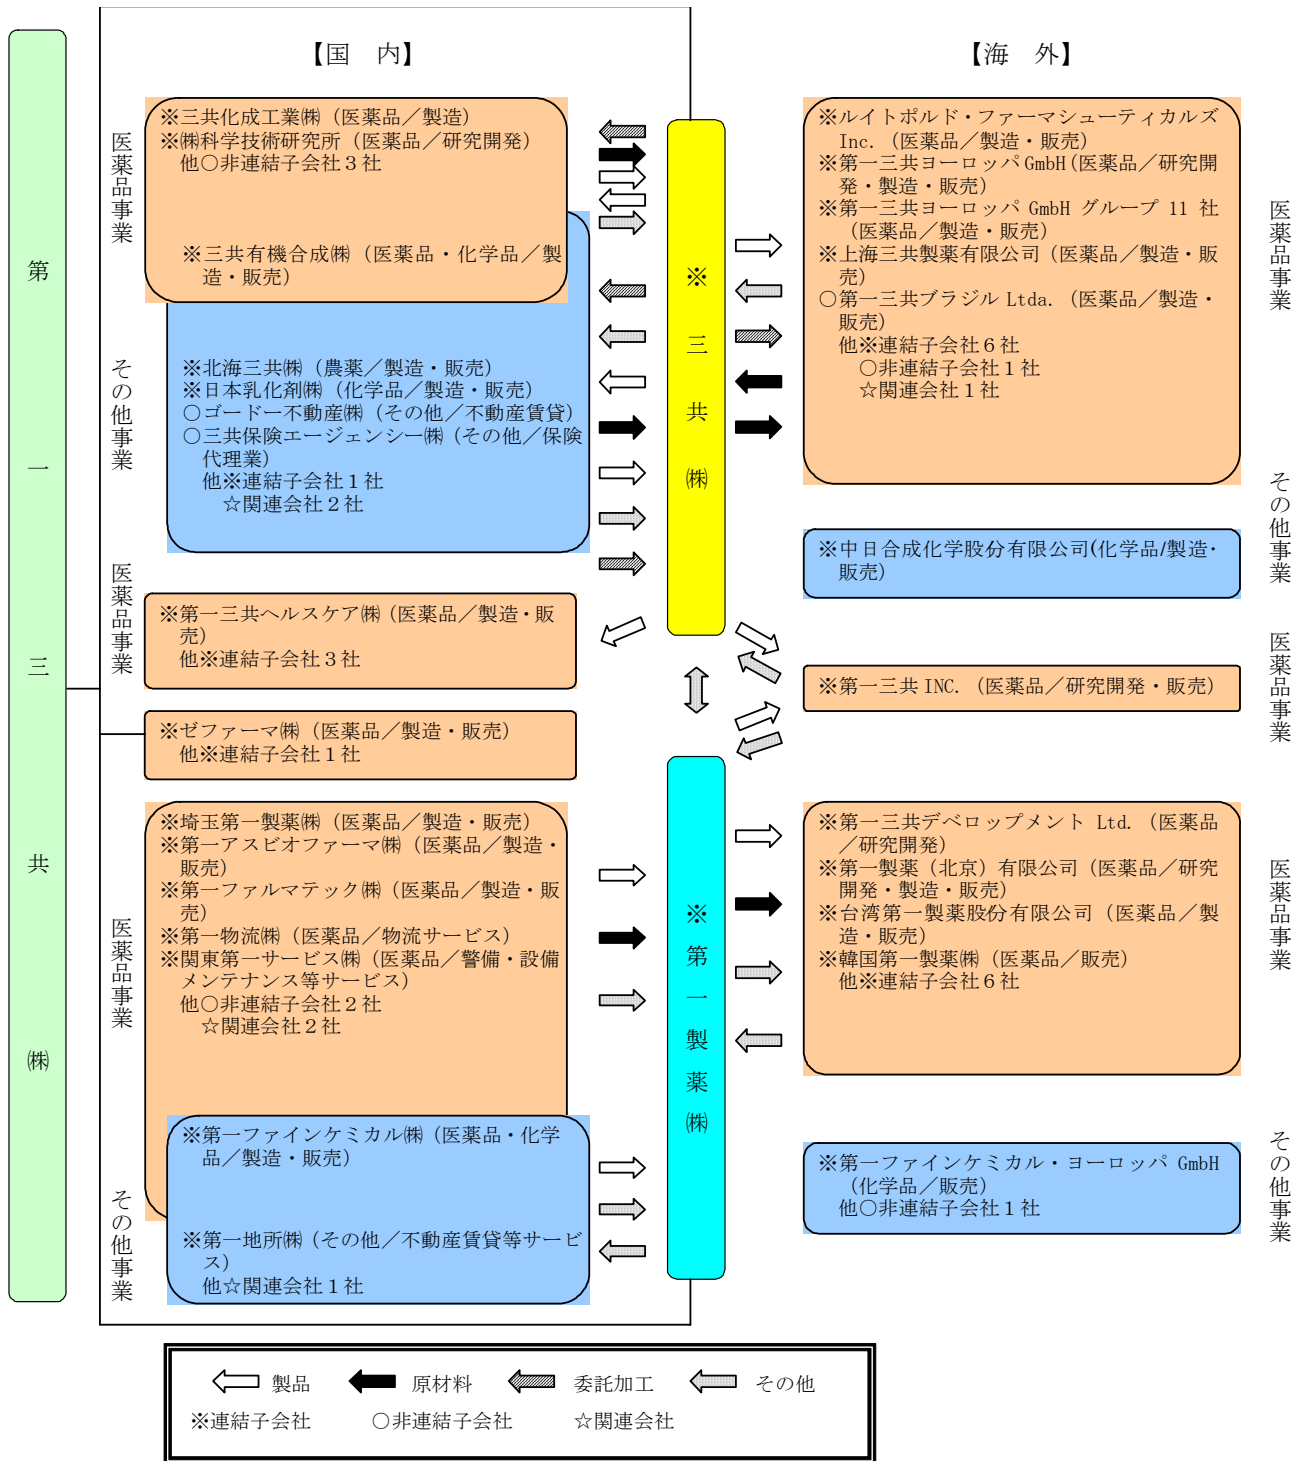 【国　内】
【海　外】
第一三共㈱
医薬品事業
※三共化成工業㈱（医薬品／製造）
※㈱科学技術研究所（医薬品／研究開発）
他○非連結子会社３社
※三共有機合成㈱（医薬品・化学品／製
造・販売）
その他事業
※北海三共㈱（農薬／製造・販売）
※日本乳化剤㈱（化学品／製造・販売）
○ゴードー不動産㈱（その他／不動産賃貸）
○三共保険エージェンシー㈱（その他／保険
代理業）
他※連結子会社１社
☆関連会社２社
医薬品事業
※第一三共ヘルスケア㈱（医薬品／製造・販
売）
他※連結子会社３社
※ゼファーマ㈱（医薬品／製造・販売）
他※連結子会社１社
医薬品事業
※埼玉第一製薬㈱（医薬品／製造・販売）
※第一アスビオファーマ㈱（医薬品／製造・
販売）
※第一ファルマテック㈱（医薬品／製造・販
売）
※第一物流㈱（医薬品／物流サービス）
※関東第一サービス㈱（医薬品／警備・設備
メンテナンス等サービス）
他○非連結子会社２社
☆関連会社２社
その他事業
※第一ファインケミカル㈱（医薬品・化学
品／製造・販売）
※第一地所㈱（その他／不動産賃貸等サービ
ス）
他☆関連会社１社
※三共㈱
※第一製薬㈱
※ルイトポルド・ファーマシューティカルズ
Inc.（医薬品／製造・販売）
※第一三共ヨーロッパ GmbH（医薬品／研究開
発・製造・販売）
※第一三共ヨーロッパ GmbH グループ 11 社
（医薬品／製造・販売）
※上海三共製薬有限公司（医薬品／製造・販
売）
○第一三共ブラジル Ltda.（医薬品／製造・
販売）
他※連結子会社６社
○非連結子会社１社
☆関連会社１社
医薬品事業
※中日合成化学股份有限公司(化学品/製造・
販売）
その他事業
※第一三共 INC.（医薬品／研究開発・販売）
医薬品事業
※第一三共デベロップメント Ltd.（医薬品
／研究開発）
※第一製薬（北京）有限公司（医薬品／研究
開発・製造・販売）
※台湾第一製薬股份有限公司（医薬品／製
造・販売）
※韓国第一製薬㈱（医薬品／販売）
他※連結子会社６社
医薬品事業
※第一ファインケミカル・ヨーロッパ GmbH
（化学品／販売）
他○非連結子会社１社
その他事業
製品　原材料　委託加工　その他
※連結子会社　○非連結子会社　☆関連会社